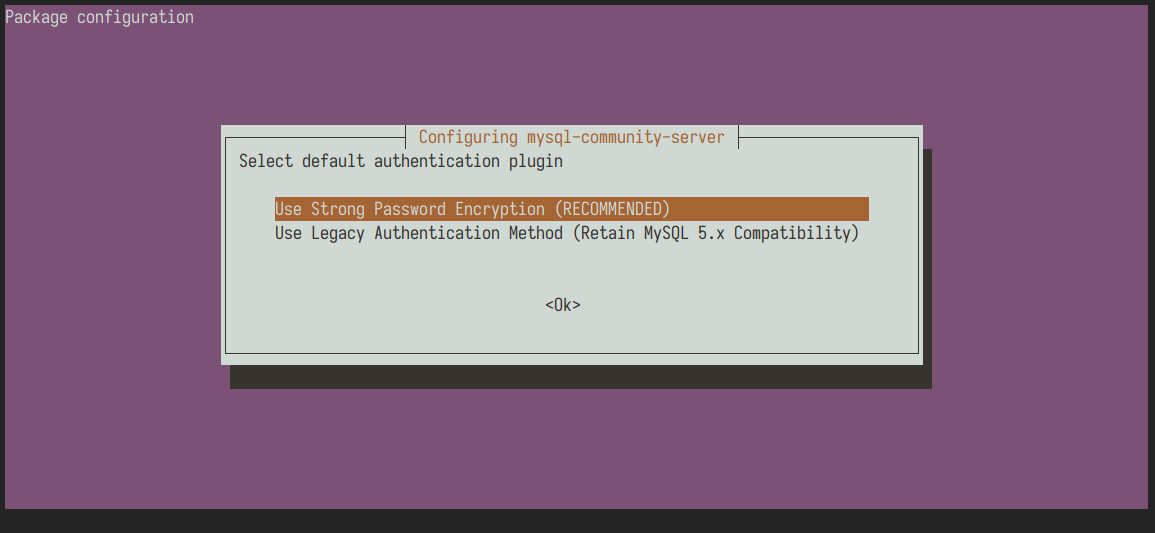 Package configuration
Configuring mysql-community-server
Select default authentication plugin
Use Strong Password Encryption (RECOMMENDED)
Use Legacy Authentication Method (Retain MySQL 5.x Compatibility)
<Ok>